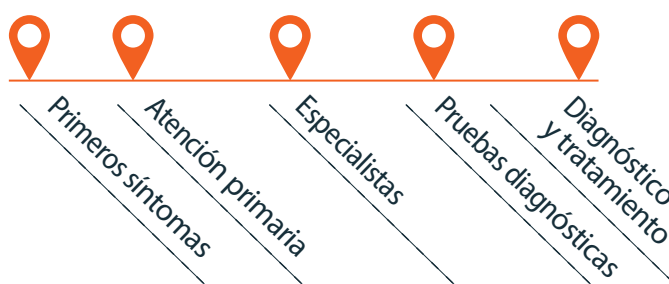 Primeros síntomas
Atención primaria
Especialistas
Pruebas diagnósticas
Diagnóstico
y tratamiento